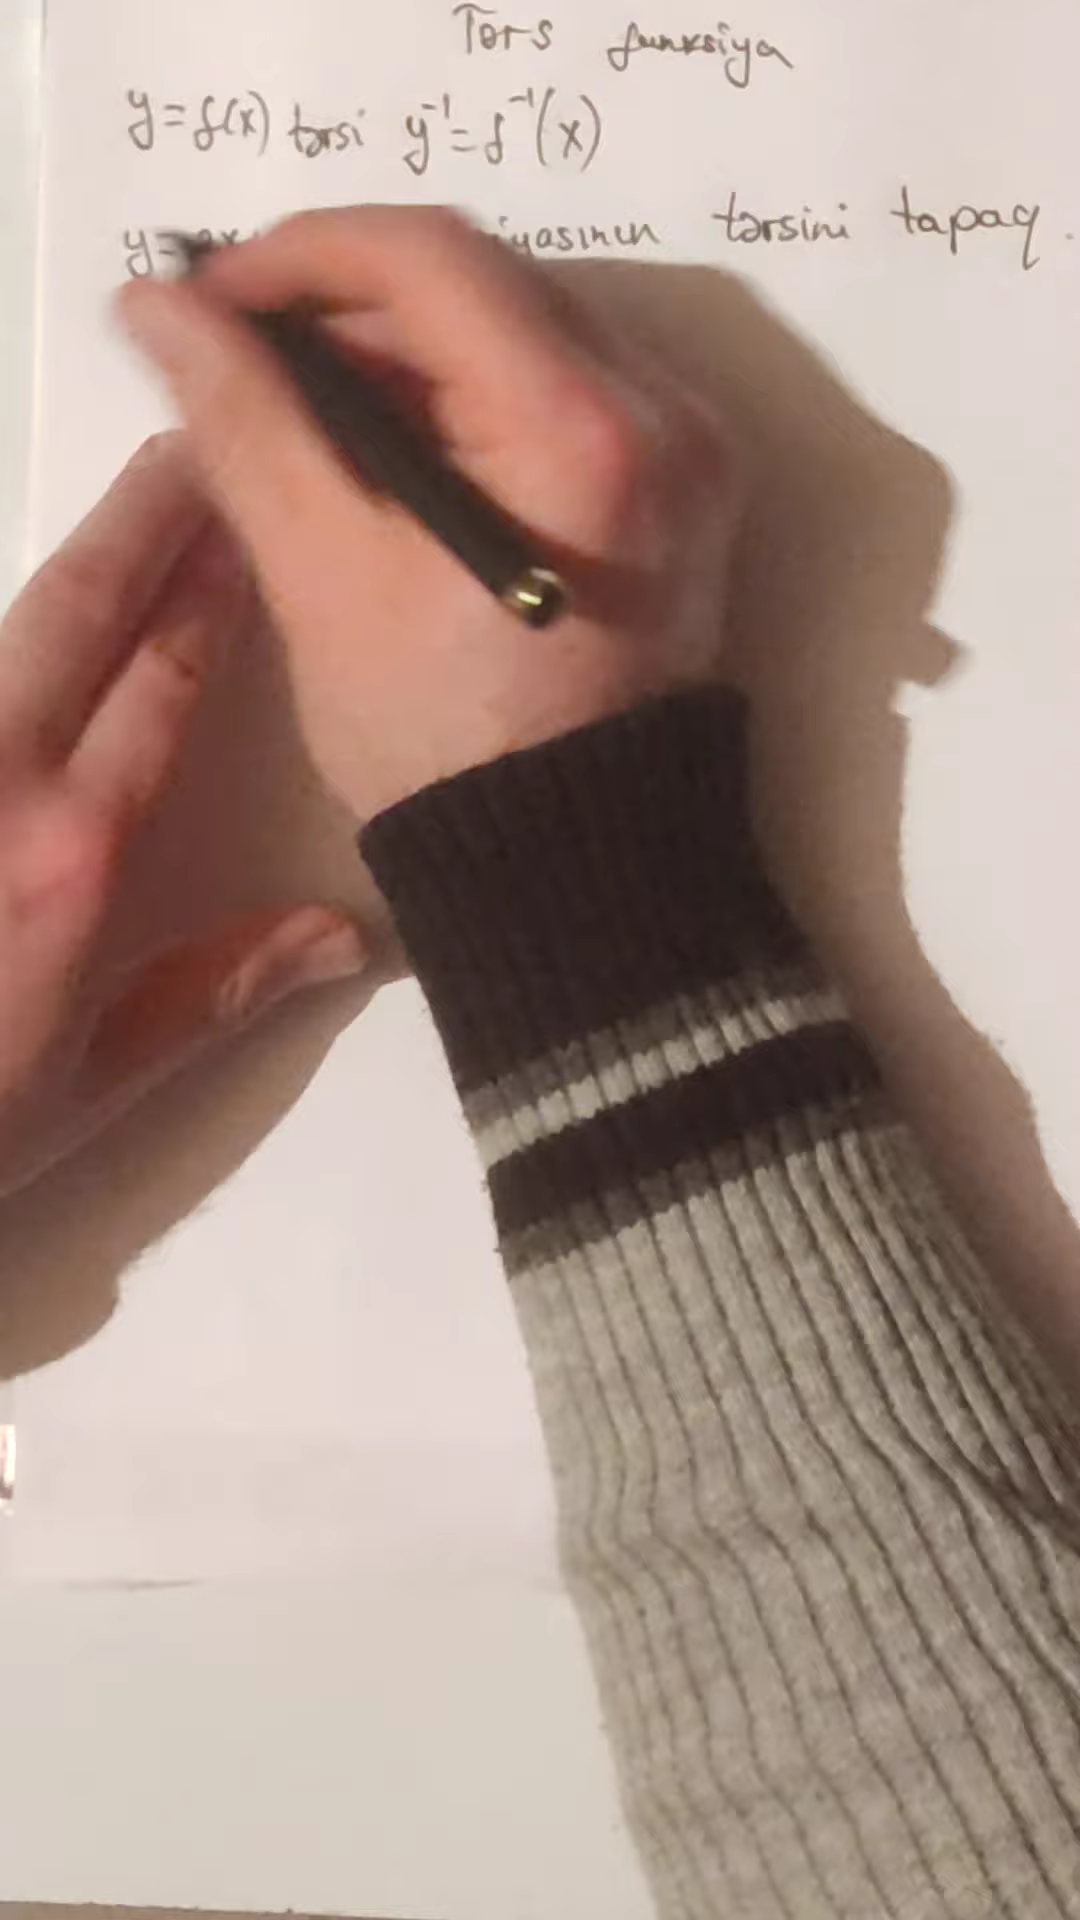 Tərs funksiya
y=f(x) tərsi y⁻¹=f⁻¹(x)
tərsini tapaq.